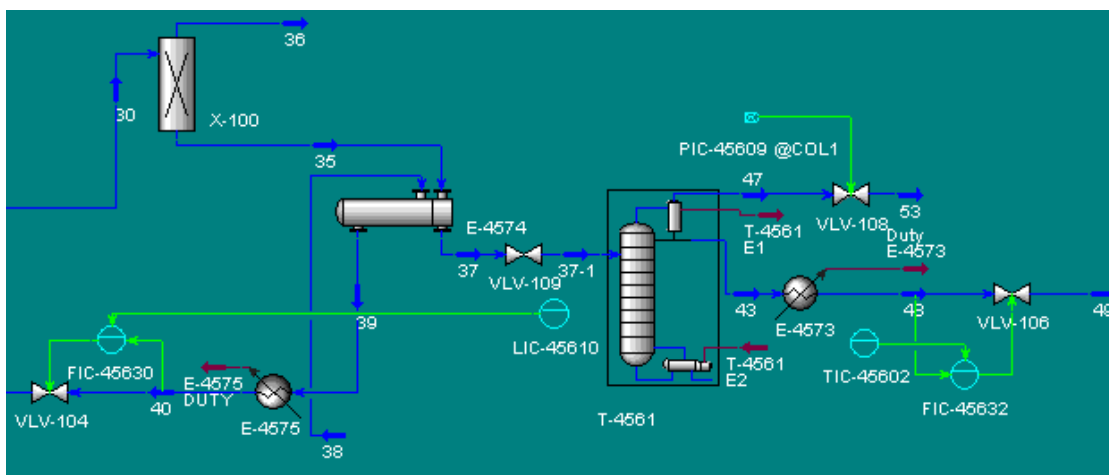 36
30
X-100
35
PIC-45609 @COL1
47
E-4574
T-4561
E1
VLV-108
53
Duty
E-4573
37
VLV-109
37-1
43
E-4573
48
VLV-106
49
39
LIC-45610
T-4561
E2
TIC-45602
FIC-45632
FIC-45630
VLV-104
40
E-4575
DUTY
E-4575
38
T-4561